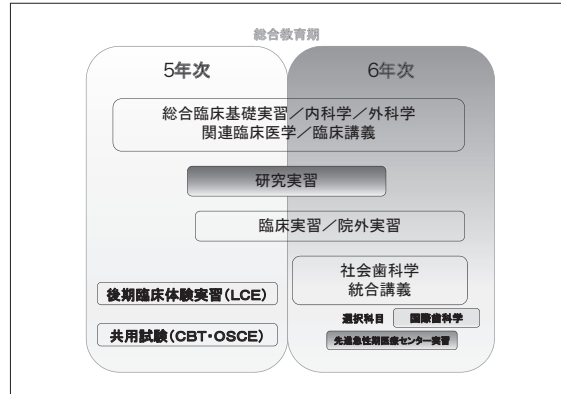 総合教育期
5年次
6年次
総合臨床基礎実習／内科学／外科学
関連臨床医学／臨床講義
研究実習
臨床実習／院外実習
社会歯科学
統合講義
後期臨床体験実習(LCE)
選択科目 国際歯科学
共用試験(CBT・OSCE)
先進急性期医療センター実習